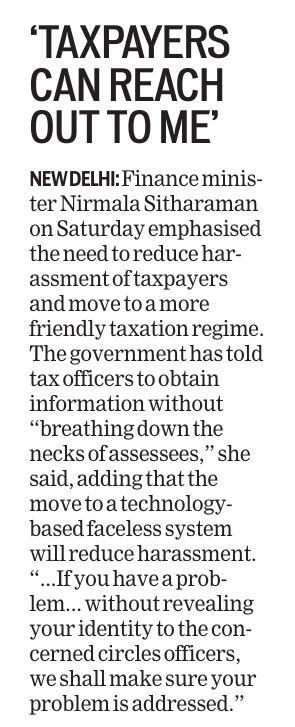 ‘TAXPAYERS
CAN REACH
OUT TO ME’
NEW DELHI: Finance minis-
ter Nirmala Sitharaman
on Saturday emphasised
the need to reduce har-
assment of taxpayers
and move to a more
friendly taxation regime.
The government has told
tax officers to obtain
information without
“breathing down the
necks of assessees,” she
said, adding that the
move to a technology-
based faceless system
will reduce harassment.
“...If you have a prob-
lem... without revealing
your identity to the con-
cerned circles officers,
we shall make sure your
problem is addressed.”